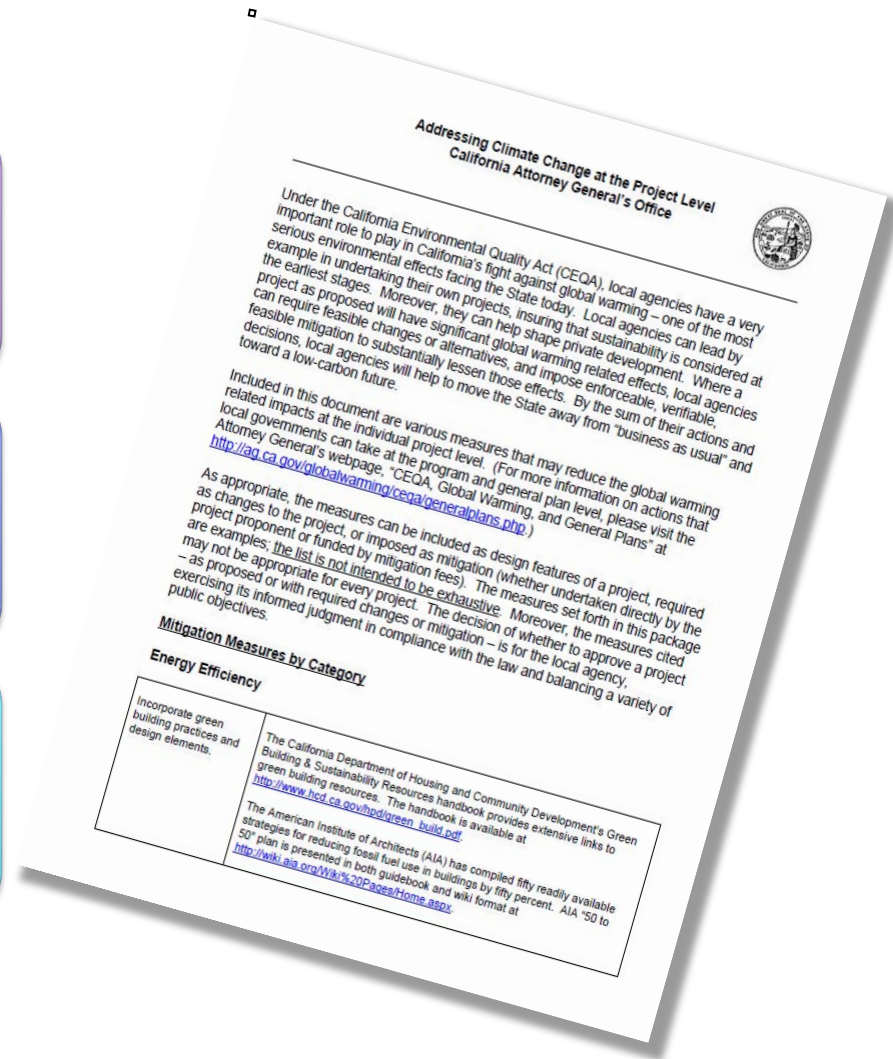 Addressing Climate Change at the Project Level
California Attorney General's Office
Under the California Environmental Quality Act (CEQA), local agencies have a very
important role to play in California's fight against global warming – one of the most
serious environmental effects facing the State today. Local agencies can lead by
example in undertaking their own projects, insuring that sustainability is considered at
the earliest stages. Moreover, they can help shape private development. Where a
project as proposed will have significant global warming related effects, local agencies
can require feasible changes or alternatives, and impose enforceable, verifiable,
feasible mitigation to substantially lessen those effects. By the sum of their actions and
decisions, local agencies will help to move the State away from "business as usual" and
toward a low-carbon future.
Included in this document are various measures that may reduce the global warming
related impacts at the individual project level. (For more information on actions that
local governments can take at the program and general plan level, please visit the
Attorney General's webpage, "CEQA, Global Warming, and General Plans" at
http://ag.ca.gov/globalwarming/ceqa/generalplans.php.)
As appropriate, the measures can be included as design features of a project, required
as changes to the project, or imposed as mitigation (whether undertaken directly by the
project proponent or funded by mitigation fees). The measures set forth in this package
are examples; the list is not intended to be exhaustive. Moreover, the measures cited
may not be appropriate for every project. The decision of whether to approve a project
– as proposed or with required changes or mitigation – is for the local agency,
exercising its informed judgment in compliance with the law and balancing a variety of
public objectives.
Mitigation Measures by Category
Energy Efficiency
Incorporate green
building practices and
design elements.
The California Department of Housing and Community Development's Green
Building & Sustainability Resources handbook provides extensive links to
green building resources. The handbook is available at
http://www.hcd.ca.gov/hpd/green_build.pdf.
The American Institute of Architects (AIA) has compiled fifty readily available
strategies for reducing fossil fuel use in buildings by fifty percent. AIA "50 to
50" plan is presented in both guidebook and wiki format at
http://wiki.aia.org/Wiki%20Pages/Home.aspx.